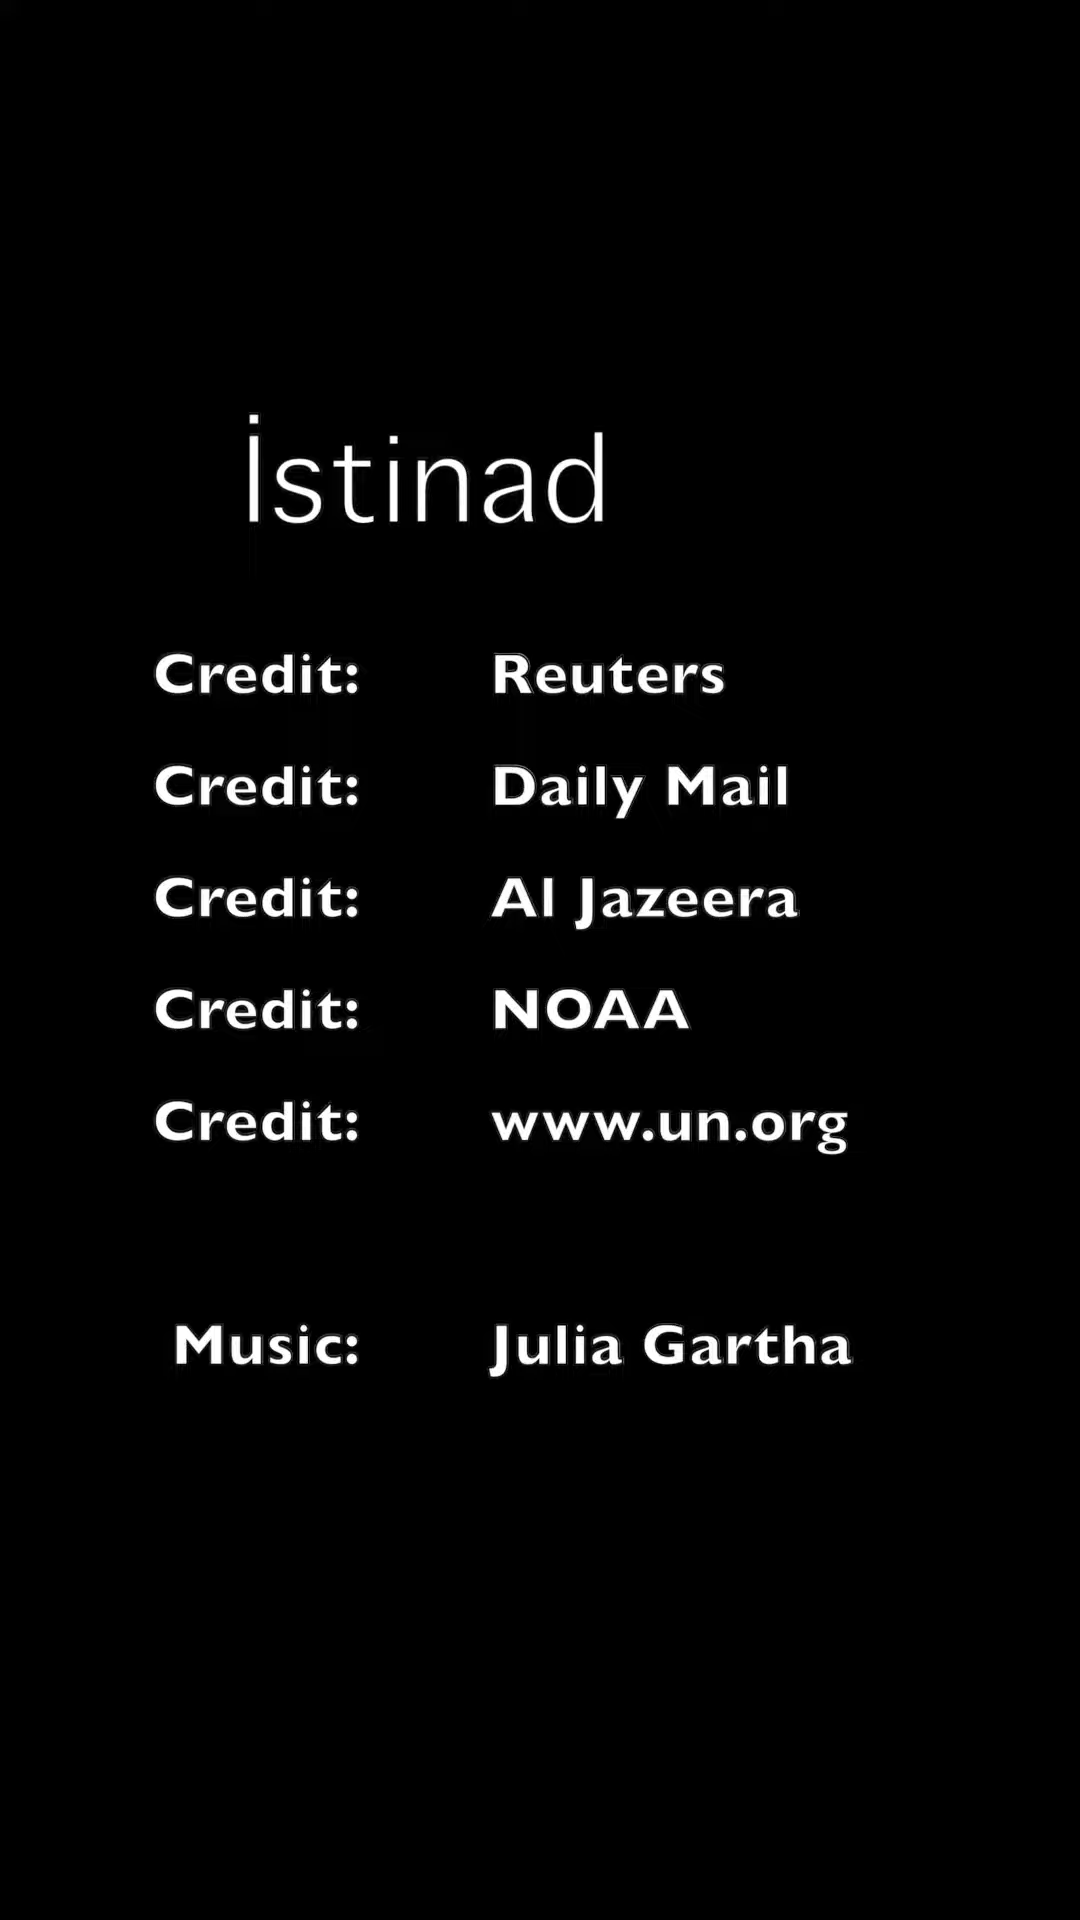 İstinad
Credit: Reuters
Credit: Daily Mail
Credit: Al Jazeera
Credit: NOAA
Credit: www.un.org
Music: Julia Gartha